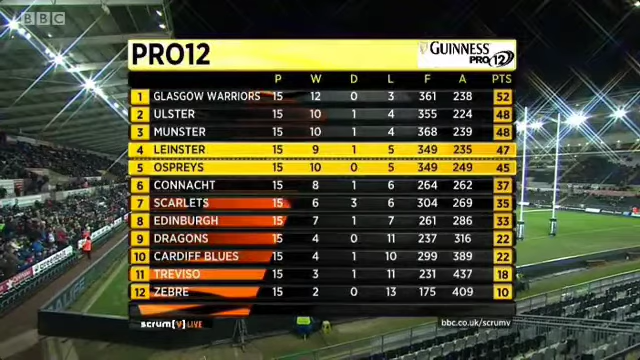 BBC
PRO12
GUINNESS
PRO12
P W D L F A PTS
1 GLASGOW WARRIORS 15 12 0 3 361 238 52
2 ULSTER 15 10 1 4 355 224 48
3 MUNSTER 15 10 1 4 368 239 48
4 LEINSTER 15 9 1 5 349 235 47
5 OSPREYS 15 10 0 5 349 249 45
6 CONNACHT 15 8 1 6 264 262 37
7 SCARLETS 15 6 3 6 304 269 35
8 EDINBURGH 15 7 1 7 261 286 33
9 DRAGONS 15 4 0 11 237 316 22
10 CARDIFF BLUES 15 4 1 10 299 389 22
11 TREVISO 15 3 1 11 231 437 18
12 ZEBRE 15 2 0 13 175 409 10
SCRUM[V] LIVE
bbc.co.uk/scrumv